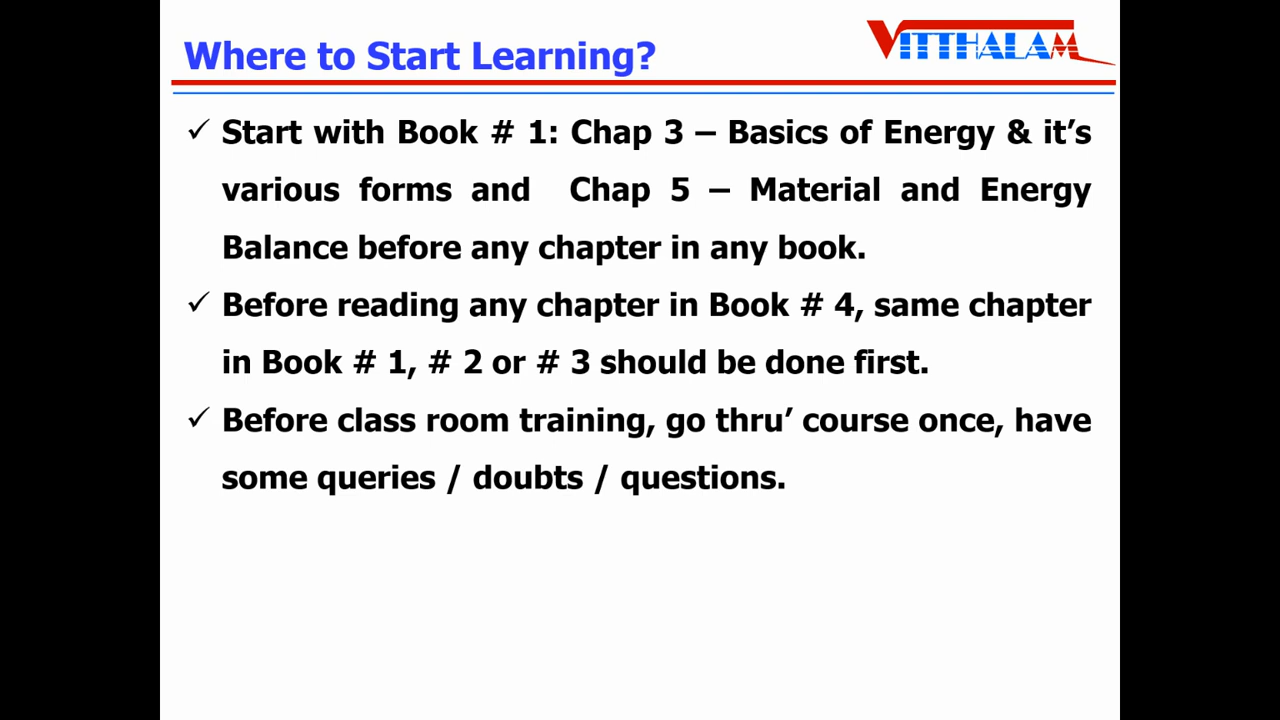 Where to Start Learning?
VITTHALAM
✓ Start with Book # 1: Chap 3 – Basics of Energy & it’s
various forms and Chap 5 – Material and Energy
Balance before any chapter in any book.
✓ Before reading any chapter in Book # 4, same chapter
in Book # 1, # 2 or # 3 should be done first.
✓ Before class room training, go thru’ course once, have
some queries / doubts / questions.